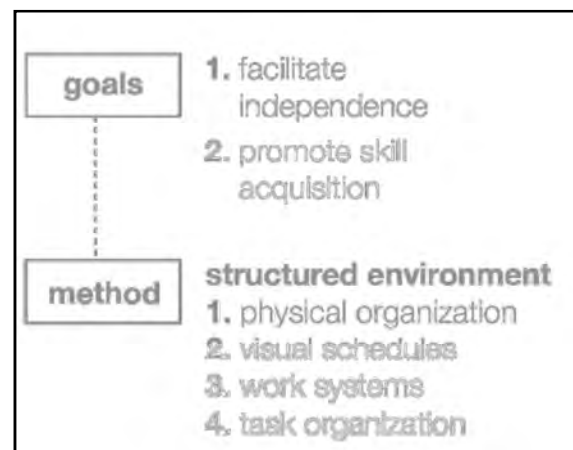 goals
1. facilitate
independence
2. promote skill
acquisition
method
structured environment
1. physical organization
2. visual schedules
3. work systems
4. task organization